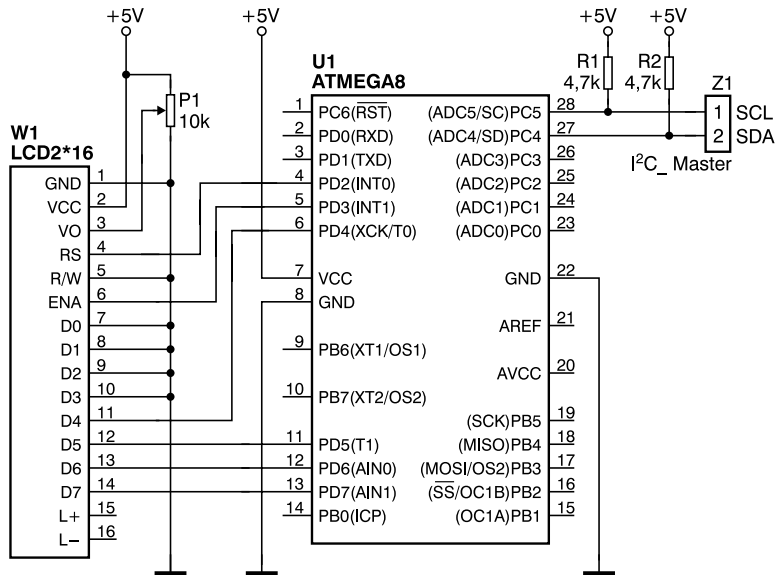 +5V
+5V
+5V
+5V
U1
ATMEGA8
R1
4,7k
R2
4,7k
Z1
P1
10k
1 PC6(RST) (ADC5/SC)PC5 28
1 SCL
2 PD0(RXD) (ADC4/SD)PC4 27
2 SDA
3 PD1(TXD) (ADC3)PC3 26
I²C_ Master
4 PD2(INT0) (ADC2)PC2 25
5 PD3(INT1) (ADC1)PC1 24
6 PD4(XCK/T0) (ADC0)PC0 23
7 VCC GND 22
8 GND
AREF 21
9 PB6(XT1/OS1)
AVCC 20
10 PB7(XT2/OS2)
(SCK)PB5 19
11 PD5(T1) (MISO)PB4 18
12 PD6(AIN0) (MOSI/OS2)PB3 17
13 PD7(AIN1) (SS/OC1B)PB2 16
14 PB0(ICP) (OC1A)PB1 15
W1
LCD2*16
GND 1
VCC 2
VO 3
RS 4
R/W 5
ENA 6
D0 7
D1 8
D2 9
D3 10
D4 11
D5 12
D6 13
D7 14
L+ 15
L− 16